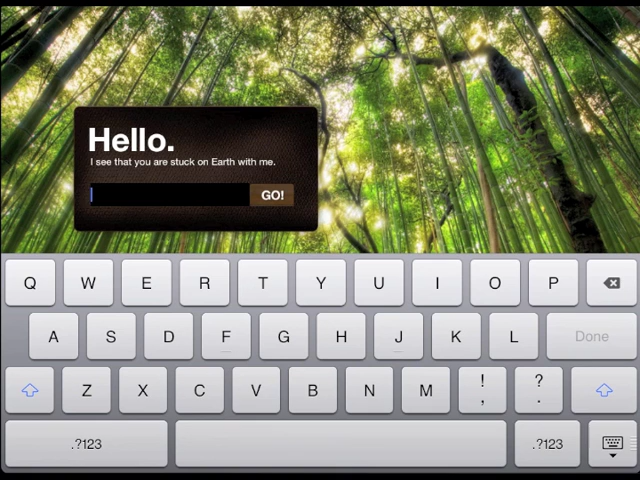 Hello.
I see that you are stuck on Earth with me.
GO!
Q W E R T Y U I O P
A S D F G H J K L Done
Z X C V B N M ! , ? .
.?123 .?123